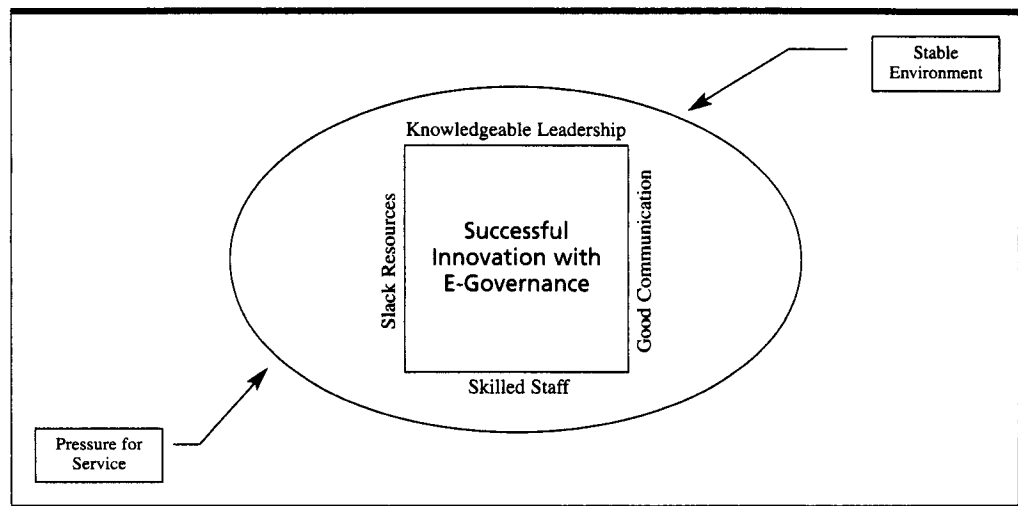 Stable
Environment
Knowledgeable Leadership
Slack Resources
Successful
Innovation with
E-Governance
Good Communication
Skilled Staff
Pressure for
Service